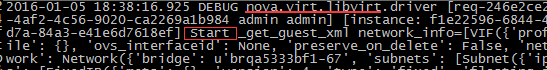 2016-01-05 18:38:16.925 DEBUG nova.virt.libvirt.driver [req-246e2ce2
-4af2-4c56-9020-ca2269a1b984 admin admin] [instance: f1e22596-6844-4
d7a-84a3-e41e6d7618ef] Start _get_guest_xml network_info=[VIF({'prof
ile': {}, 'ovs_interfaceid': None, 'preserve_on_delete': False, 'net
work': Network({'bridge': u'brqa5333bf1-67', 'subnets': [Subnet({'ip